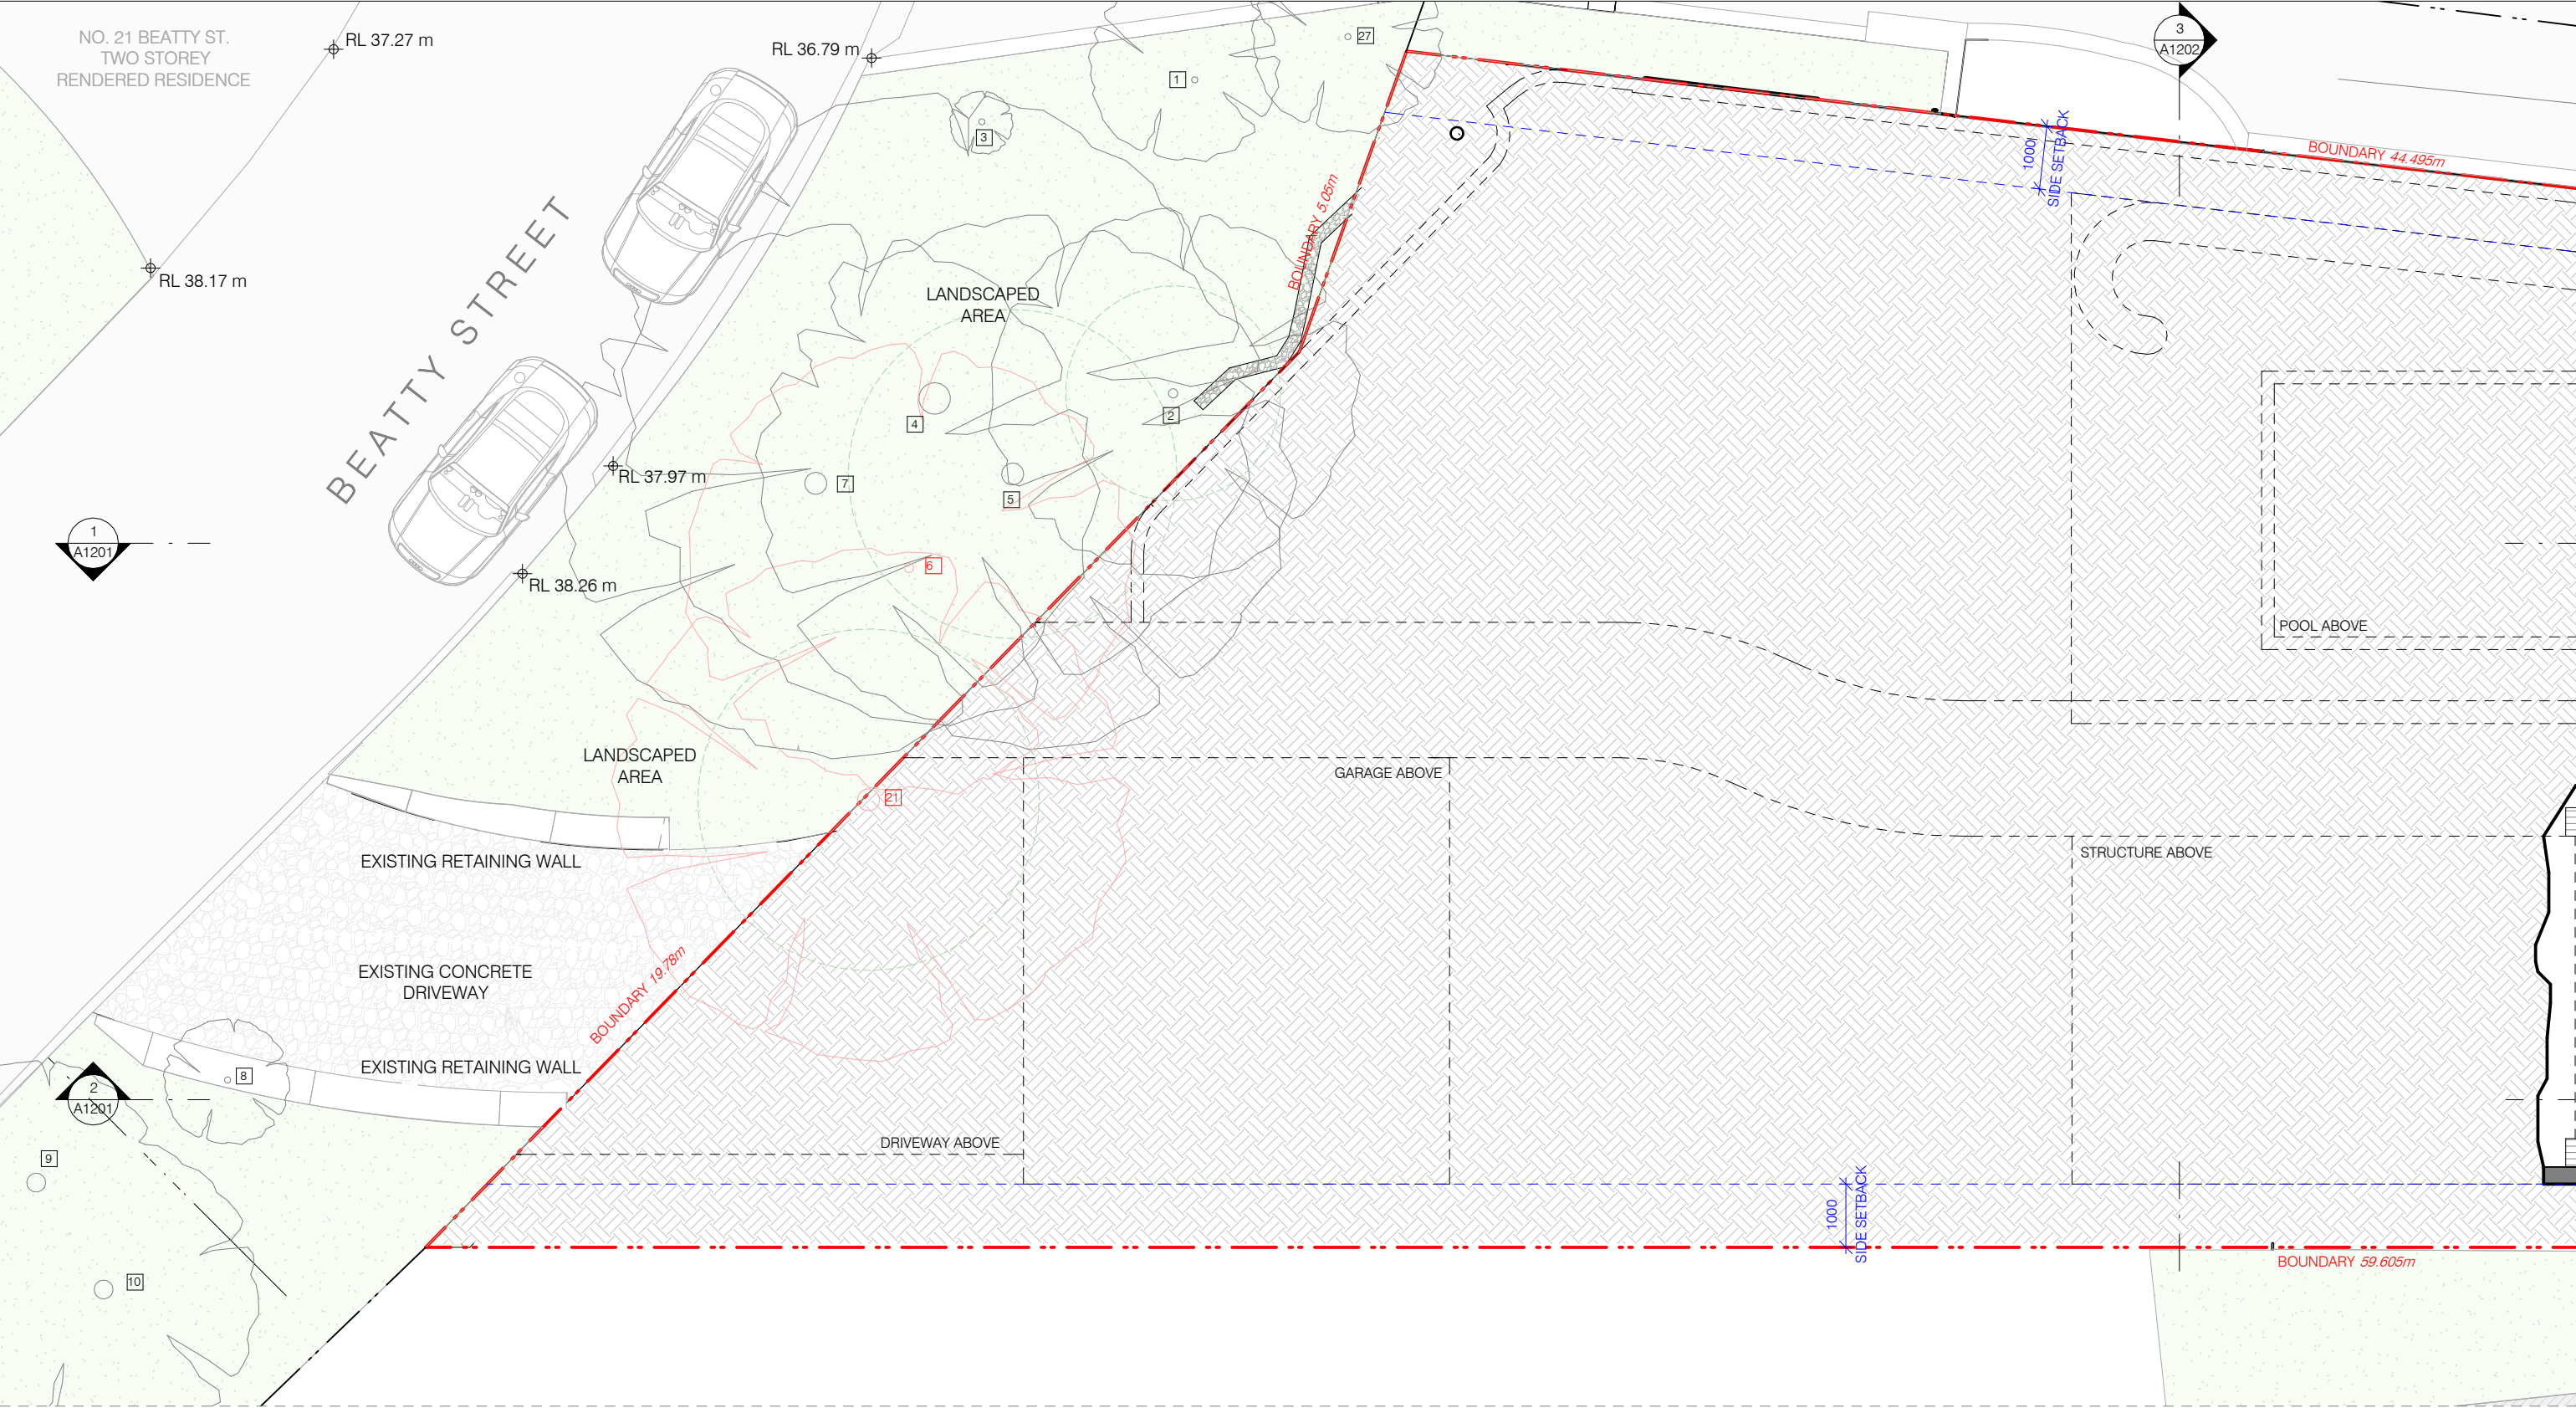 NO. 21 BEATTY ST.
TWO STOREY
RENDERED RESIDENCE
RL 37.27 m
RL 36.79 m
27
1
3
3
A1202
BOUNDARY 44.495m
1000
SIDE SETBACK
BOUNDARY 5.05m
RL 38.17 m
BEATTY STREET
LANDSCAPED
AREA
2
4
RL 37.97 m
7
5
1
A1201
6
RL 38.26 m
POOL ABOVE
LANDSCAPED
AREA
GARAGE ABOVE
21
STRUCTURE ABOVE
EXISTING RETAINING WALL
BOUNDARY 19.78m
EXISTING CONCRETE
DRIVEWAY
EXISTING RETAINING WALL
8
2
A1201
DRIVEWAY ABOVE
9
1000
SIDE SETBACK
BOUNDARY 59.605m
10